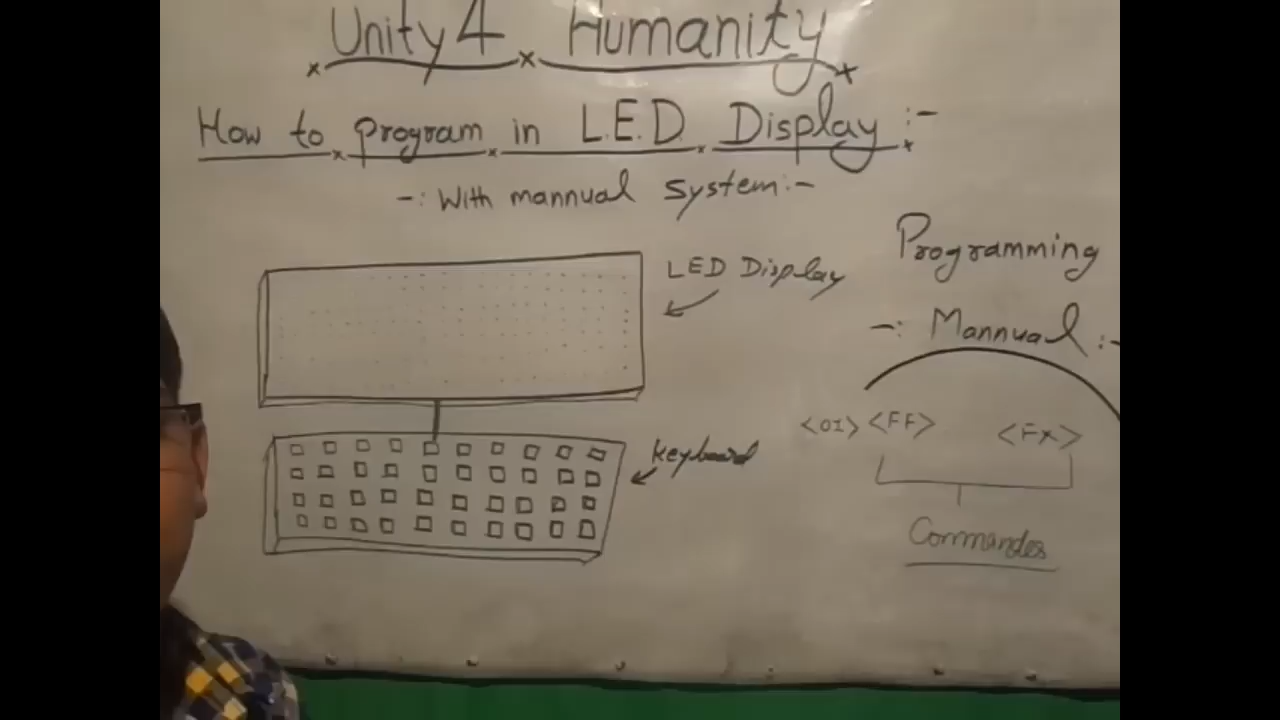 Unity 4 Humanity
How to program in L.E.D. Display :-
-: With mannual system :-
LED Display
Programming
-: Mannual :-
<01> <FF> <FX>
keyboard
Commandes